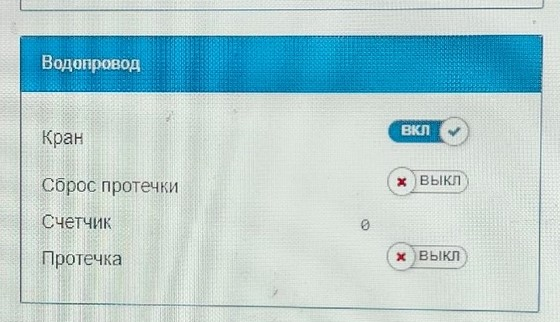 Водопровод
Кран ВКЛ
Сброс протечки ВЫКЛ
Счетчик 0
Протечка ВЫКЛ